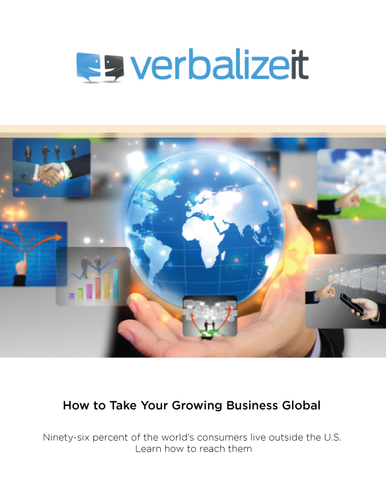 verbalizeit
How to Take Your Growing Business Global
Ninety-six percent of the world's consumers live outside the U.S.
Learn how to reach them